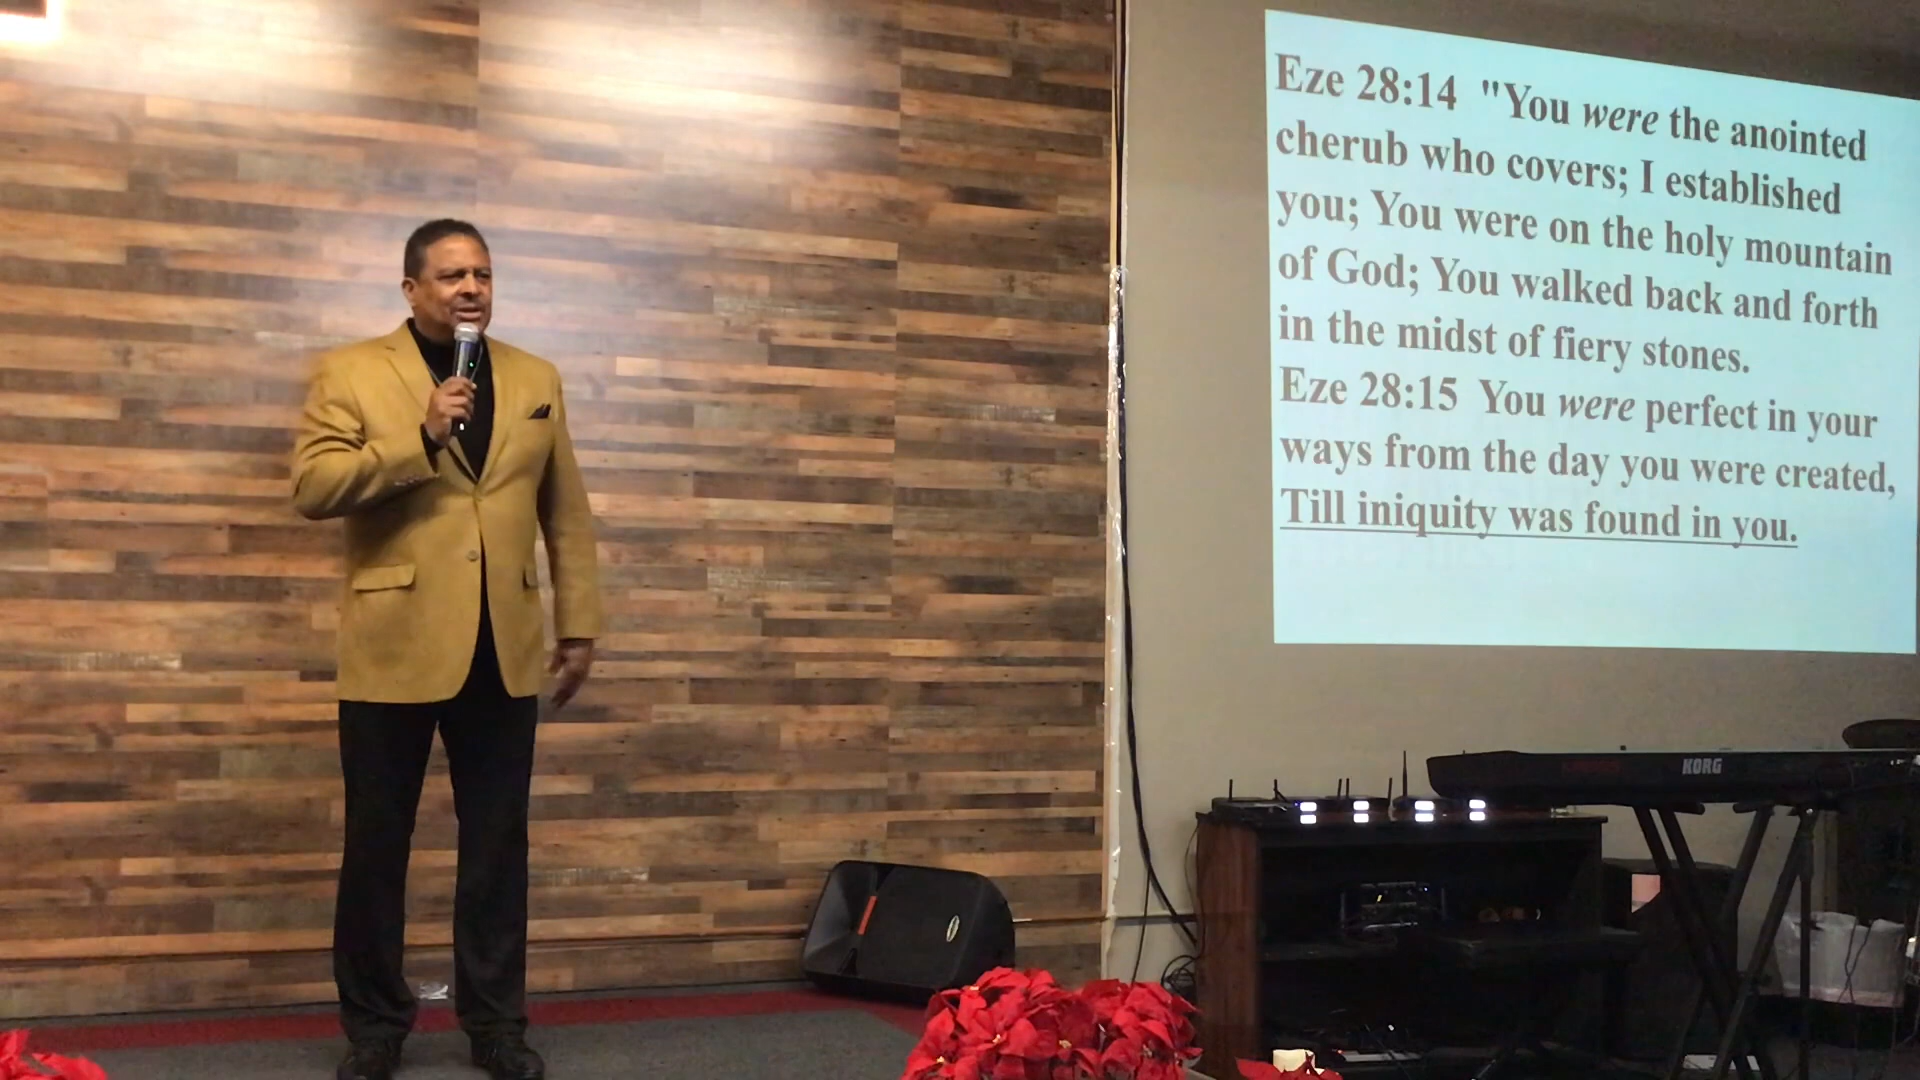 Eze 28:14 "You were the anointed
cherub who covers; I established
you; You were on the holy mountain
of God; You walked back and forth
in the midst of fiery stones.
Eze 28:15 You were perfect in your
ways from the day you were created,
Till iniquity was found in you.
KORG